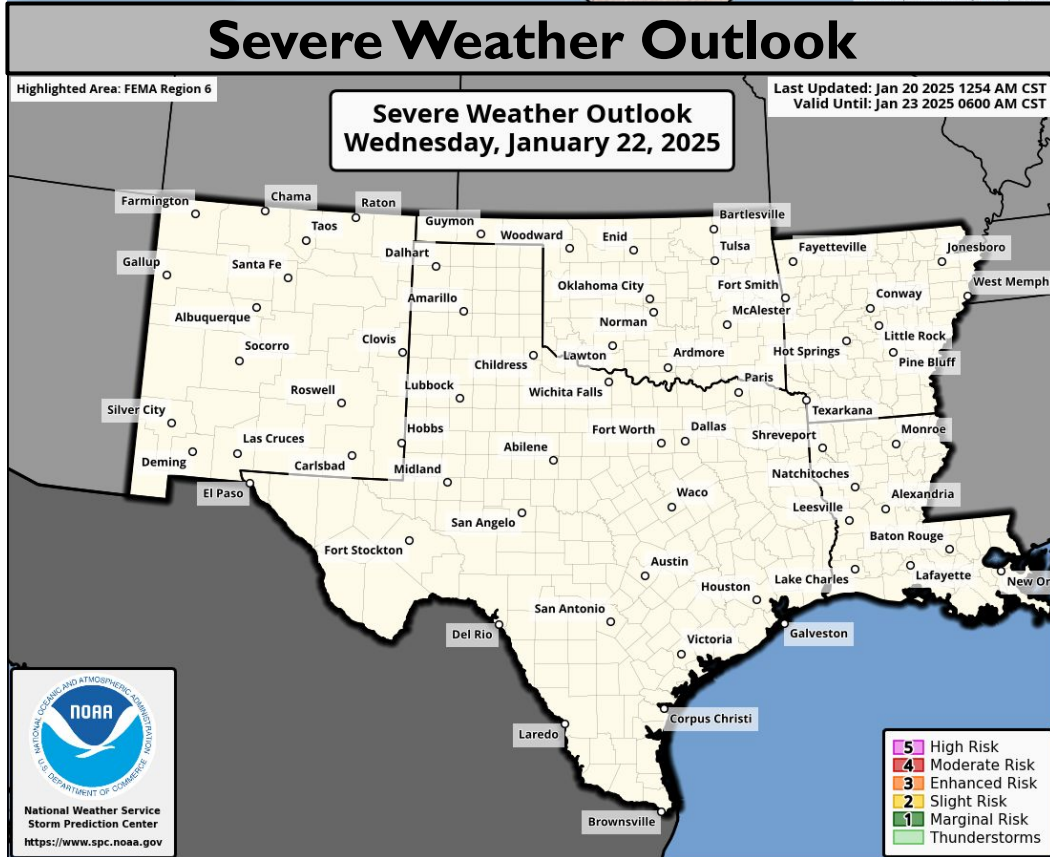 Severe Weather Outlook
Highlighted Area: FEMA Region 6
Last Updated: Jan 20 2025 1254 AM CST
Valid Until: Jan 23 2025 0600 AM CST
Severe Weather Outlook
Wednesday, January 22, 2025
Farmington
Chama
Raton
Taos
Guymon
Woodward
Enid
Bartlesville
Tulsa
Fayetteville
Jonesboro
Gallup
Santa Fe
Dalhart
Oklahoma City
Fort Smith
West Memph
Albuquerque
Amarillo
Norman
McAlester
Conway
Little Rock
Socorro
Clovis
Childress
Lawton
Ardmore
Hot Springs
Pine Bluff
Roswell
Lubbock
Wichita Falls
Paris
Silver City
Texarkana
Las Cruces
Hobbs
Abilene
Fort Worth
Dallas
Shreveport
Monroe
Deming
Carlsbad
Midland
Natchitoches
El Paso
Waco
Alexandria
San Angelo
Leesville
Fort Stockton
Baton Rouge
Austin
Houston
Lake Charles
Lafayette
New Or
San Antonio
Del Rio
Victoria
Galveston
Laredo
Corpus Christi
Brownsville
NATIONAL OCEANIC AND ATMOSPHERIC ADMINISTRATION
NOAA
U.S. DEPARTMENT OF COMMERCE
National Weather Service
Storm Prediction Center
https://www.spc.noaa.gov
5 High Risk
4 Moderate Risk
3 Enhanced Risk
2 Slight Risk
1 Marginal Risk
Thunderstorms